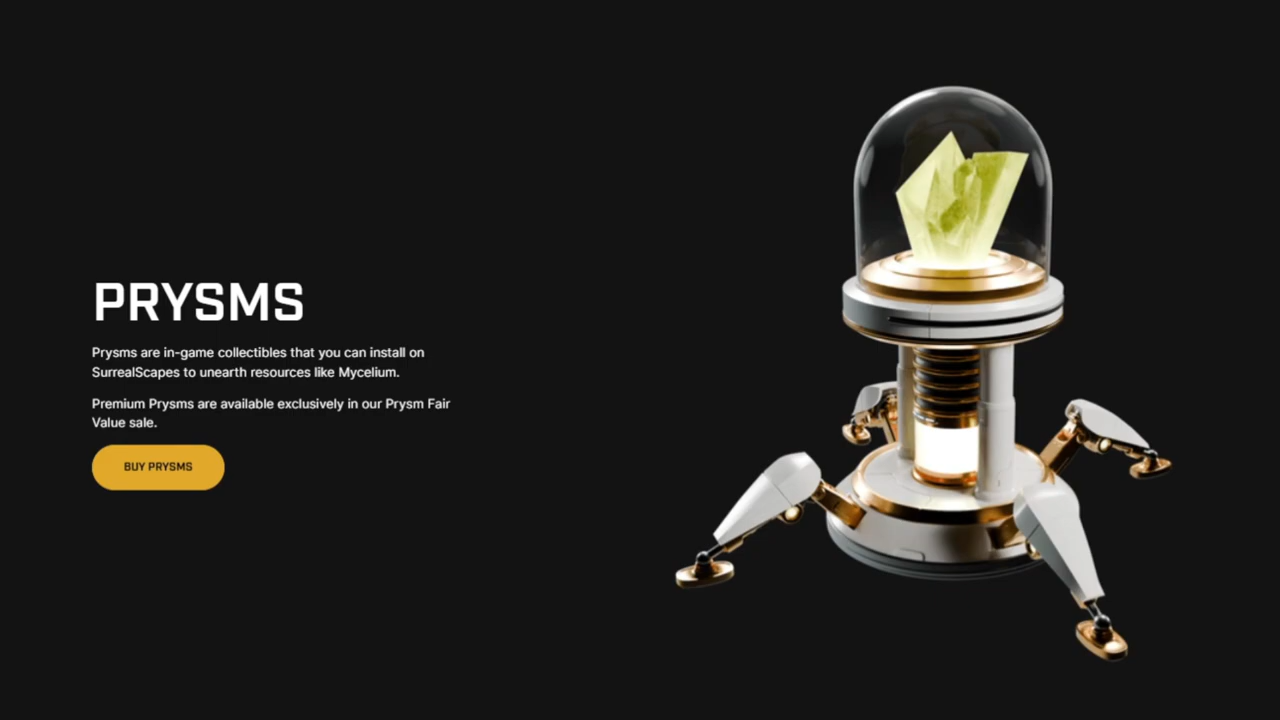 PRYSMS
Prysms are in-game collectibles that you can install on
SurrealScapes to unearth resources like Mycelium.
Premium Prysms are available exclusively in our Prysm Fair
Value sale.
BUY PRYSMS